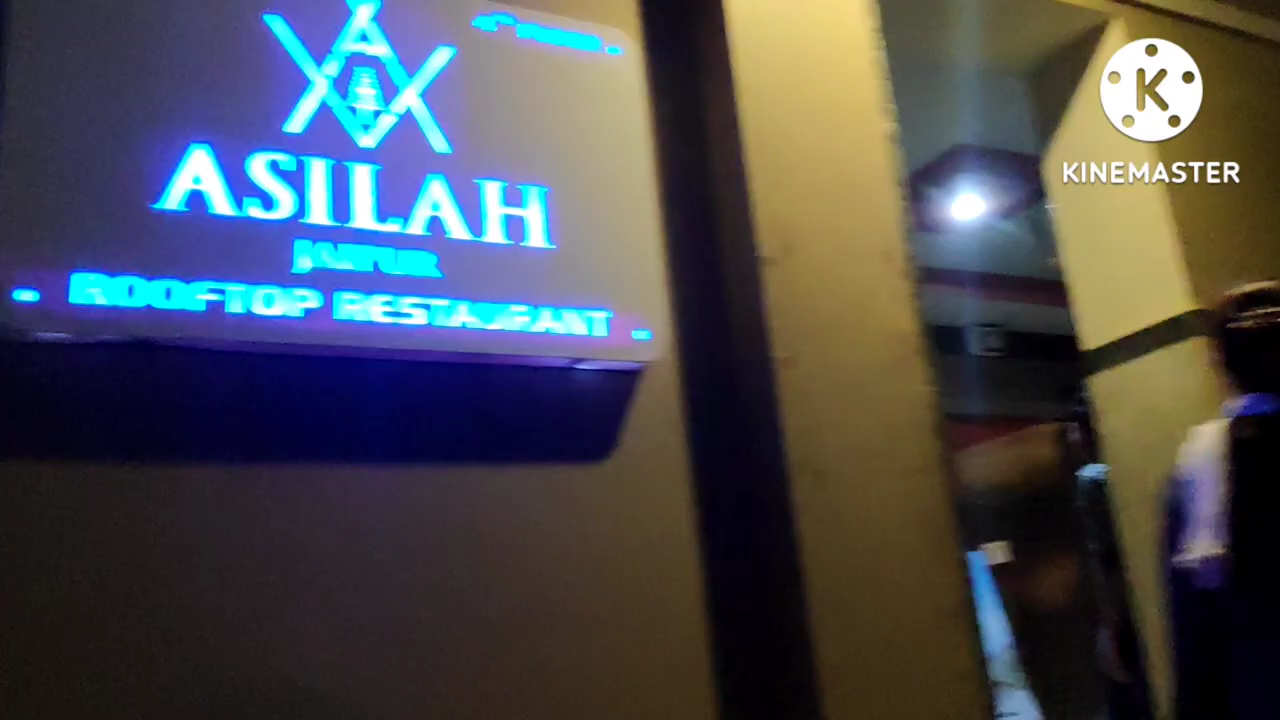 ASILAH
JAIPUR
ROOFTOP RESTAURANT
K
KINEMASTER